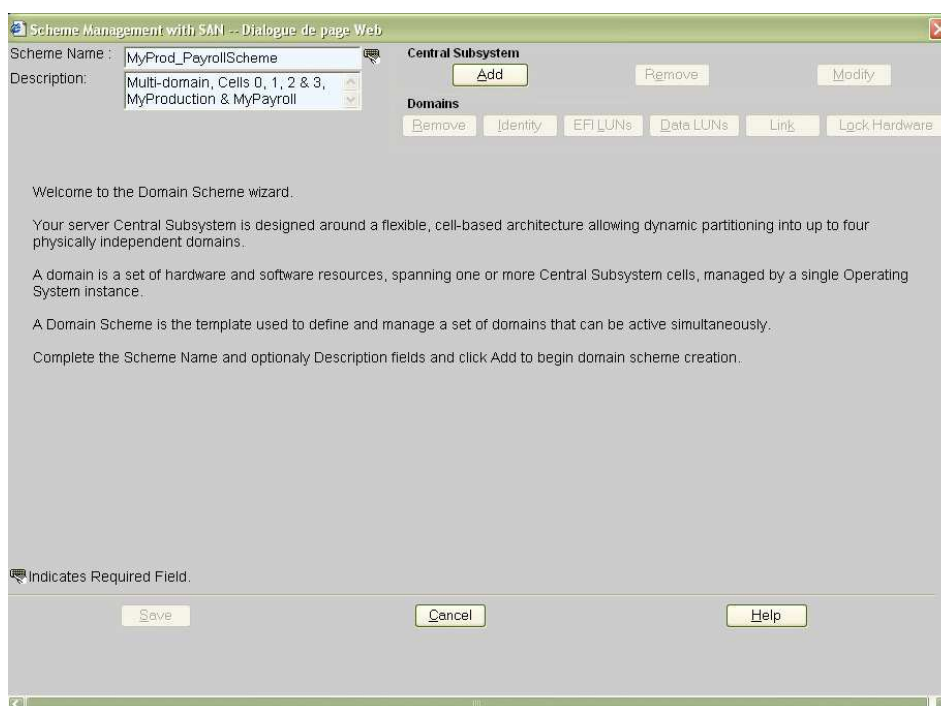 Scheme Management with SAN -- Dialogue de page Web
Scheme Name : MyProd_PayrollScheme
Description: Multi-domain, Cells 0, 1, 2 & 3,
MyProduction & MyPayroll
Central Subsystem
Add Remove Modify
Domains
Remove Identity EFI LUNs Data LUNs Link Lock Hardware
Welcome to the Domain Scheme wizard.
Your server Central Subsystem is designed around a flexible, cell-based architecture allowing dynamic partitioning into up to four
physically independent domains.
A domain is a set of hardware and software resources, spanning one or more Central Subsystem cells, managed by a single Operating
System instance.
A Domain Scheme is the template used to define and manage a set of domains that can be active simultaneously.
Complete the Scheme Name and optionaly Description fields and click Add to begin domain scheme creation.
Indicates Required Field.
Save Cancel Help